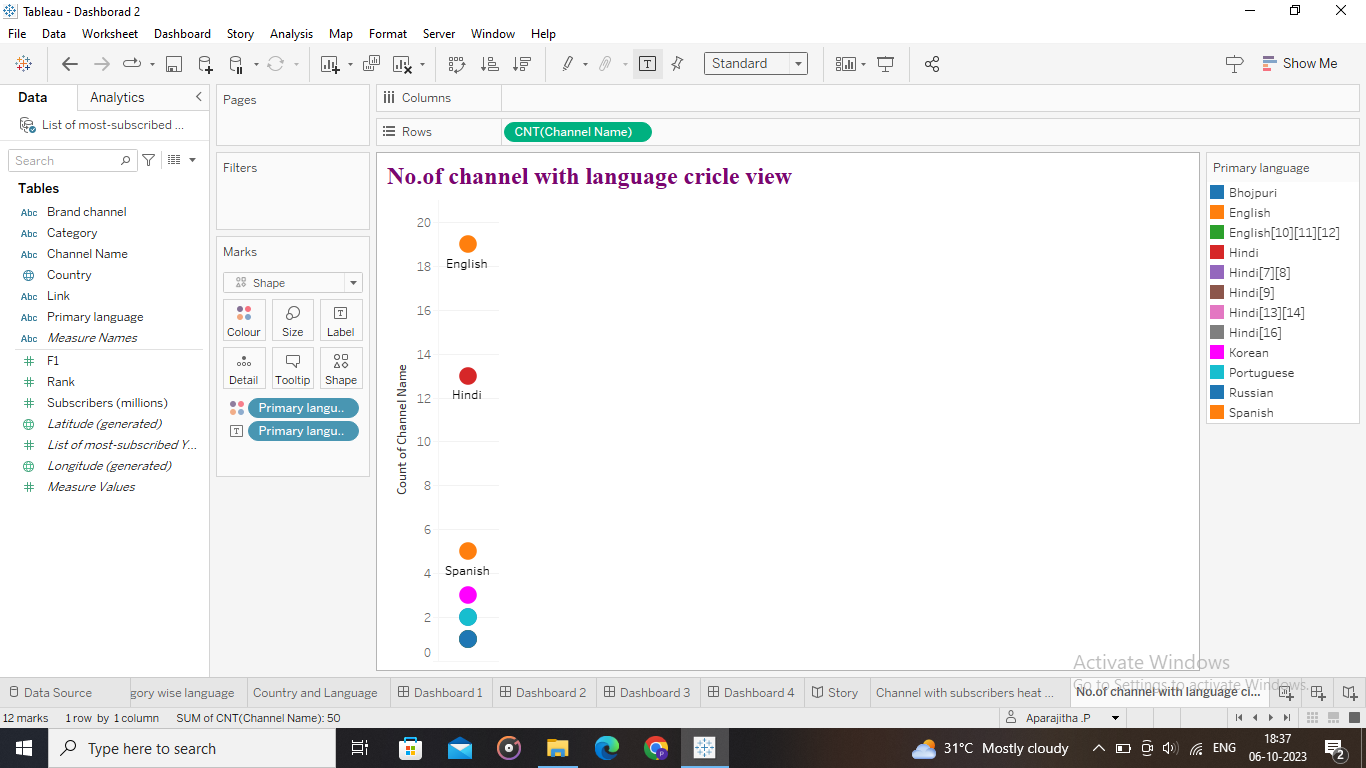 Tableau - Dashborad 2
File Data Worksheet Dashboard Story Analysis Map Format Server Window Help
Standard
Show Me
Data Analytics
List of most-subscribed ...
Search
Tables
Abc Brand channel
Abc Category
Abc Channel Name
Country
Abc Link
Abc Primary language
Abc Measure Names
F1
Rank
Subscribers (millions)
Latitude (generated)
List of most-subscribed Y...
Longitude (generated)
Measure Values
Pages
Filters
Marks
Shape
Colour Size Label
Detail Tooltip Shape
Primary langu..
Primary langu..
Columns
Rows CNT(Channel Name)
No.of channel with language cricle view
Count of Channel Name
20
English
18
16
14
Hindi
12
10
8
6
Spanish
4
2
0
Primary language
Bhojpuri
English
English[10][11][12]
Hindi
Hindi[7][8]
Hindi[9]
Hindi[13][14]
Hindi[16]
Korean
Portuguese
Russian
Spanish
Activate Windows
Go to Settings to activate Windows.
Data Source gory wise language Country and Language Dashboard 1 Dashboard 2 Dashboard 3 Dashboard 4 Story Channel with subscribers heat ... No.of channel with language ci...
12 marks 1 row by 1 column SUM of CNT(Channel Name): 50 Aparajitha .P
Type here to search 31°C Mostly cloudy ENG 18:37
06-10-2023 2